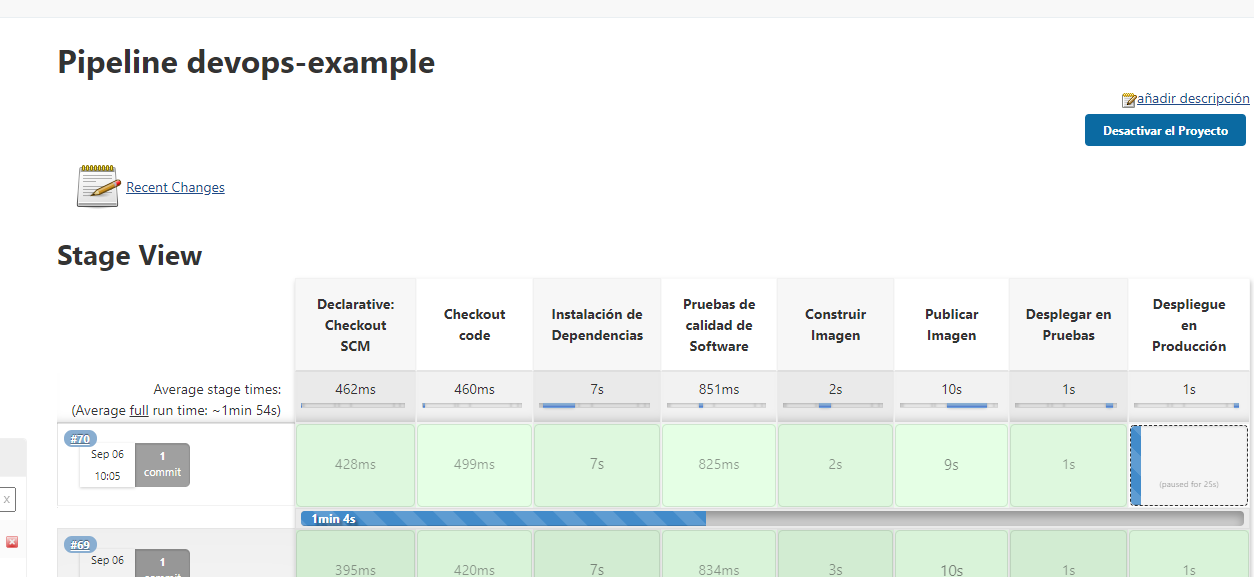 Pipeline devops-example
añadir descripción
Desactivar el Proyecto
Recent Changes
Stage View
Declarative:
Checkout
SCM
Checkout
code
Instalación de
Dependencias
Pruebas de
calidad de
Software
Construir
Imagen
Publicar
Imagen
Desplegar en
Pruebas
Despliegue
en
Producción
Average stage times:
(Average full run time: ~1min 54s)
462ms
460ms
7s
851ms
2s
10s
1s
1s
#70
Sep 06
10:05
1
commit
428ms
499ms
7s
825ms
2s
9s
1s
(paused for 25s)
1min 4s
x
#69
Sep 06
1
commit
395ms
420ms
7s
834ms
3s
10s
1s
1s